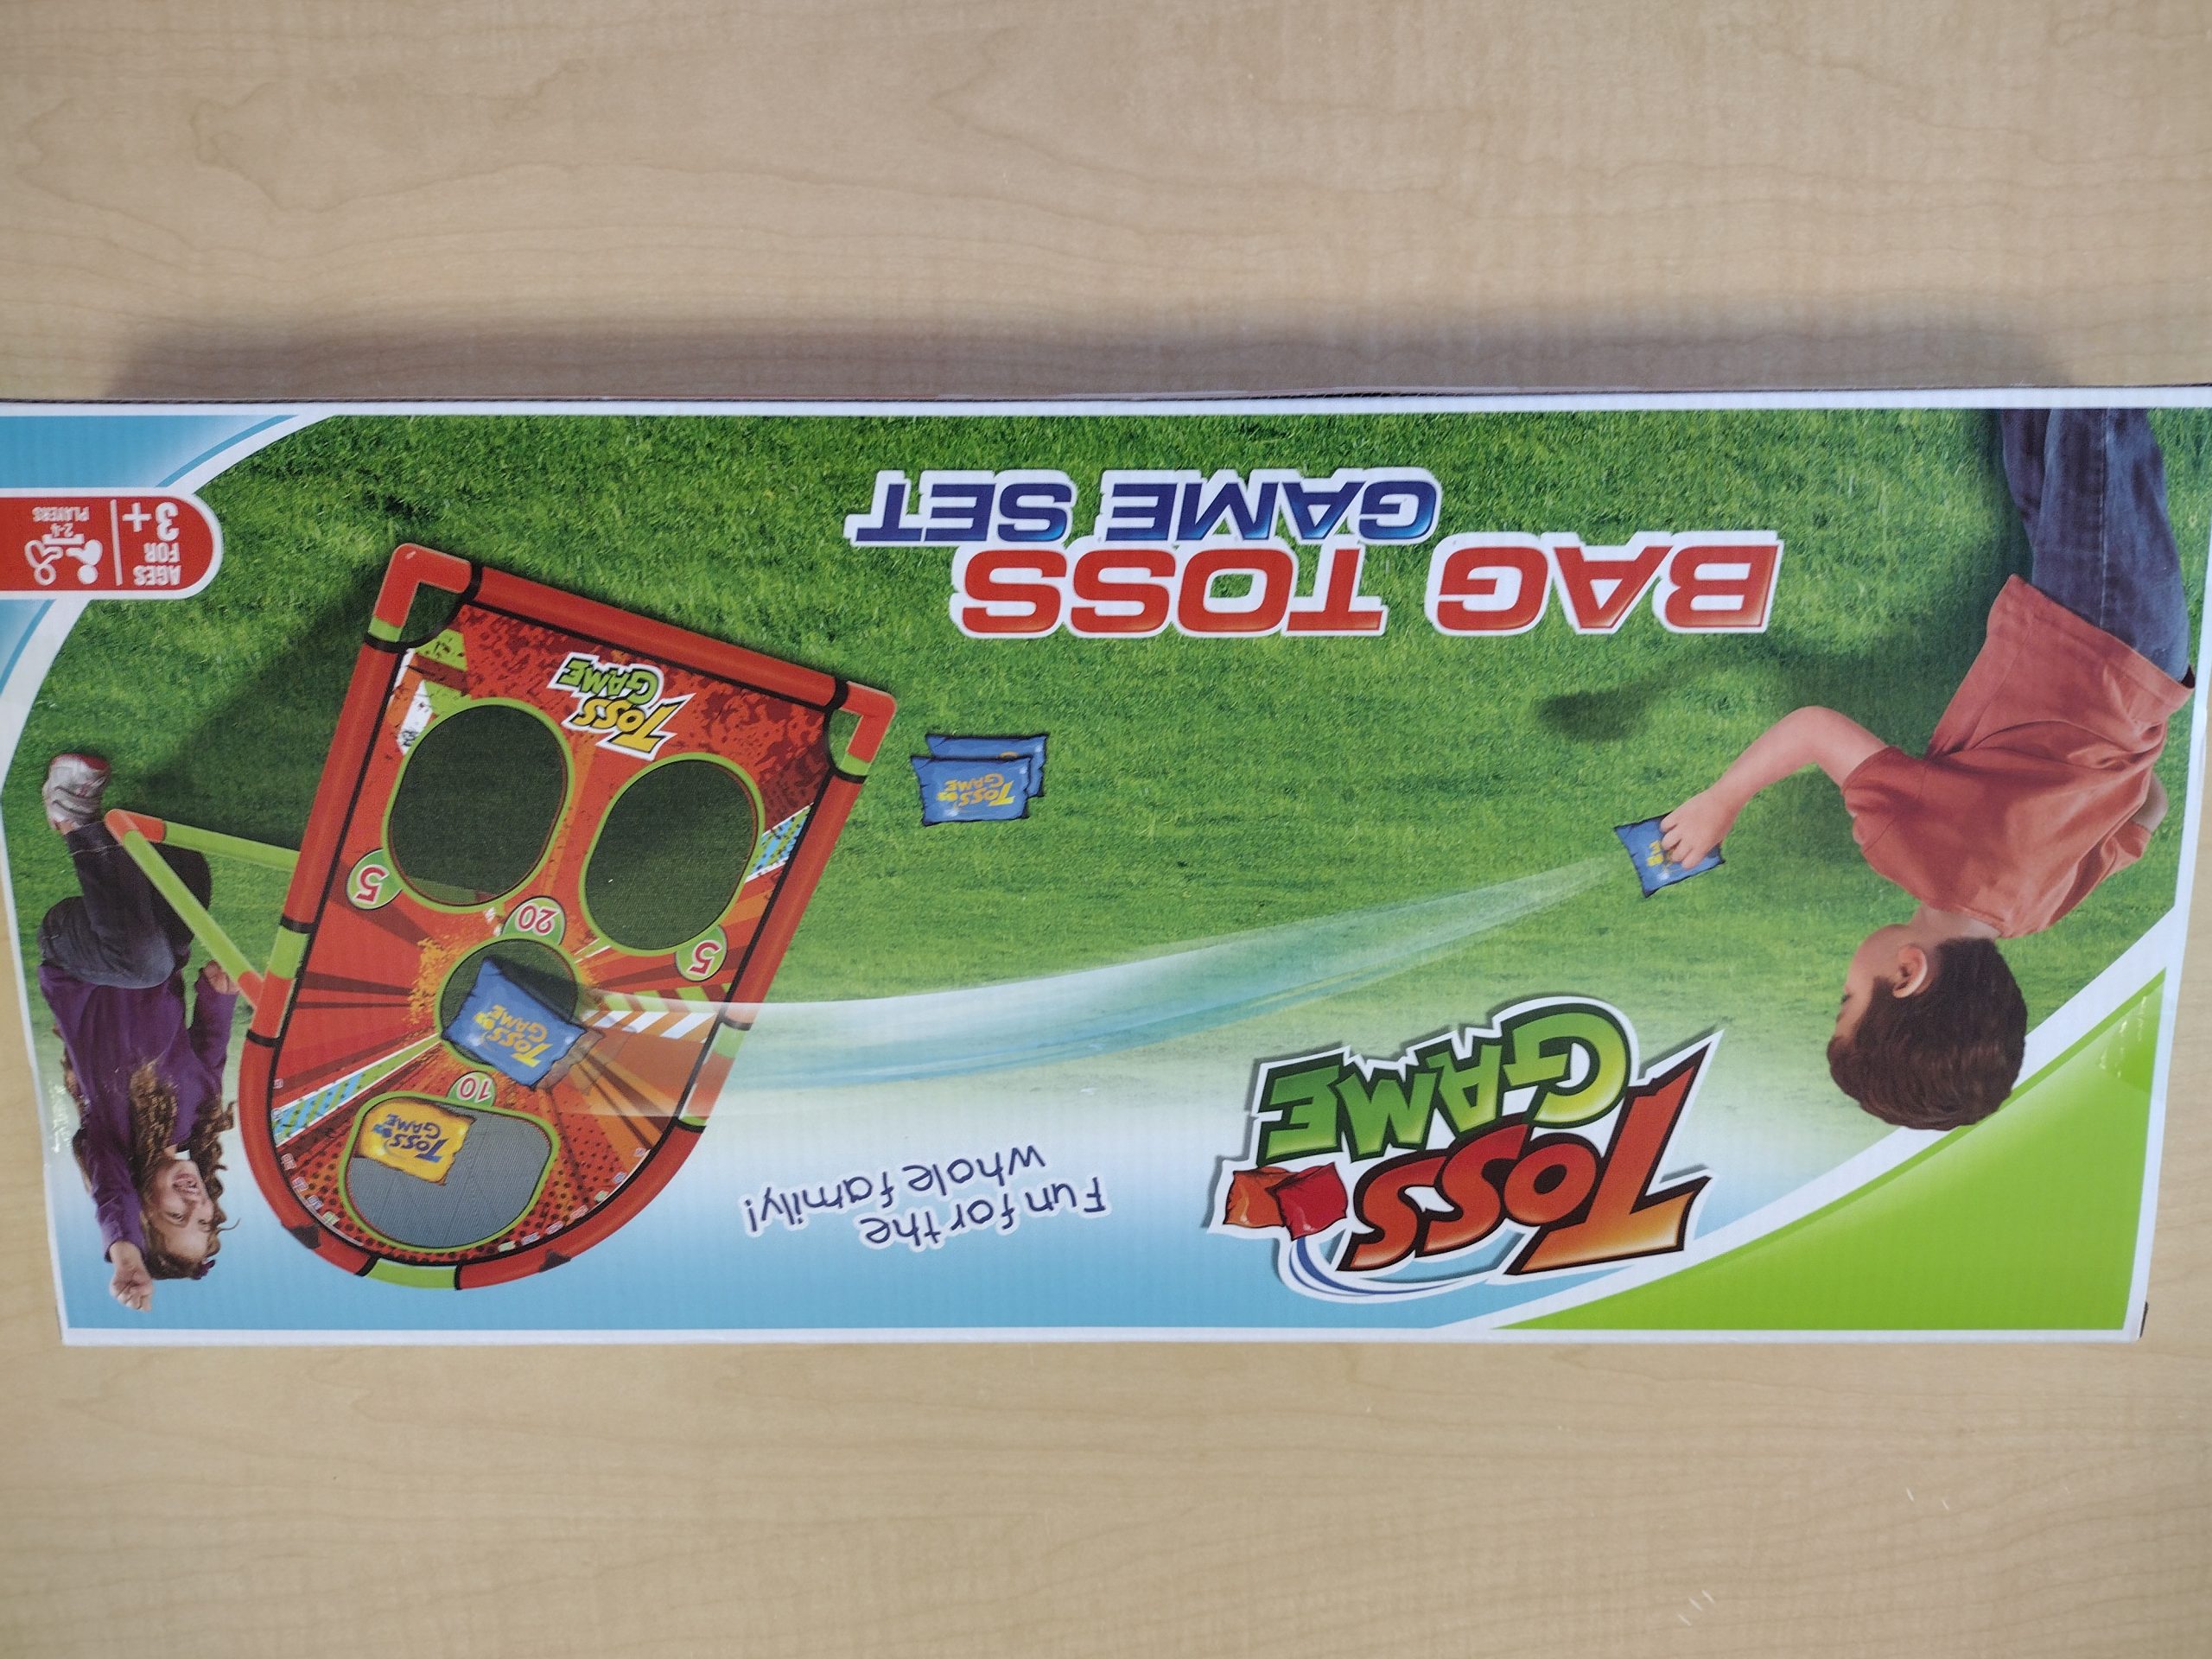 TOSS
GAME
Fun for the
whole family!
BAG TOSS
GAME SET
10
20
5
5
TOSS
GAME
TOSS
GAME
TOSS
GAME
TOSS
GAME
AGES
FOR
3+
2-4
PLAYERS